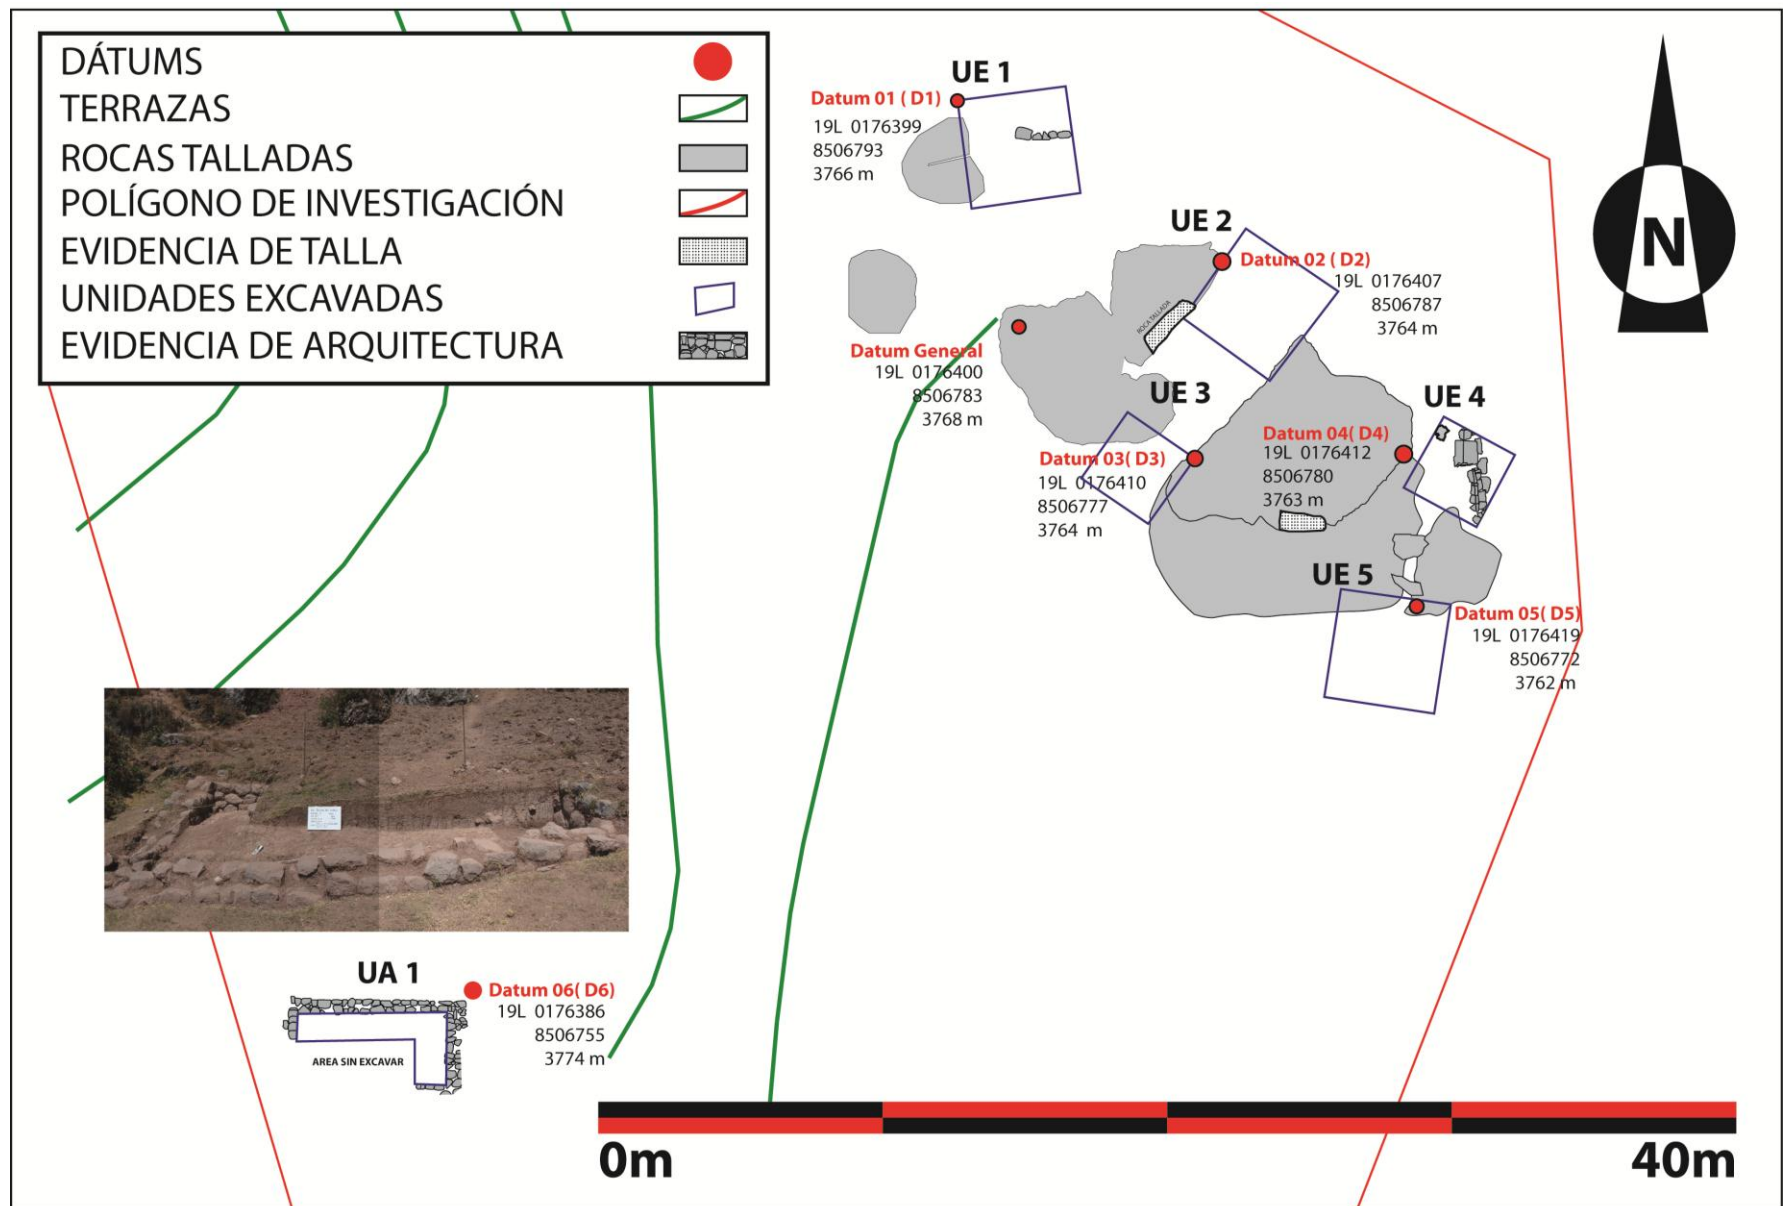 DÁTUMS
TERRAZAS
ROCAS TALLADAS
POLÍGONO DE INVESTIGACIÓN
EVIDENCIA DE TALLA
UNIDADES EXCAVADAS
EVIDENCIA DE ARQUITECTURA
UE 1
Datum 01 ( D1)
19L 0176399
8506793
3766 m
UE 2
Datum 02 ( D2)
19L 0176407
8506787
3764 m
ROCA TALLADA
Datum General
19L 0176400
8506783
3768 m
UE 3
Datum 03( D3)
19L 0176410
8506777
3764 m
UE 4
Datum 04( D4)
19L 0176412
8506780
3763 m
UE 5
Datum 05( D5)
19L 0176419
8506772
3762 m
UA 1
Datum 06( D6)
19L 0176386
8506755
3774 m
AREA SIN EXCAVAR
N
0m
40m